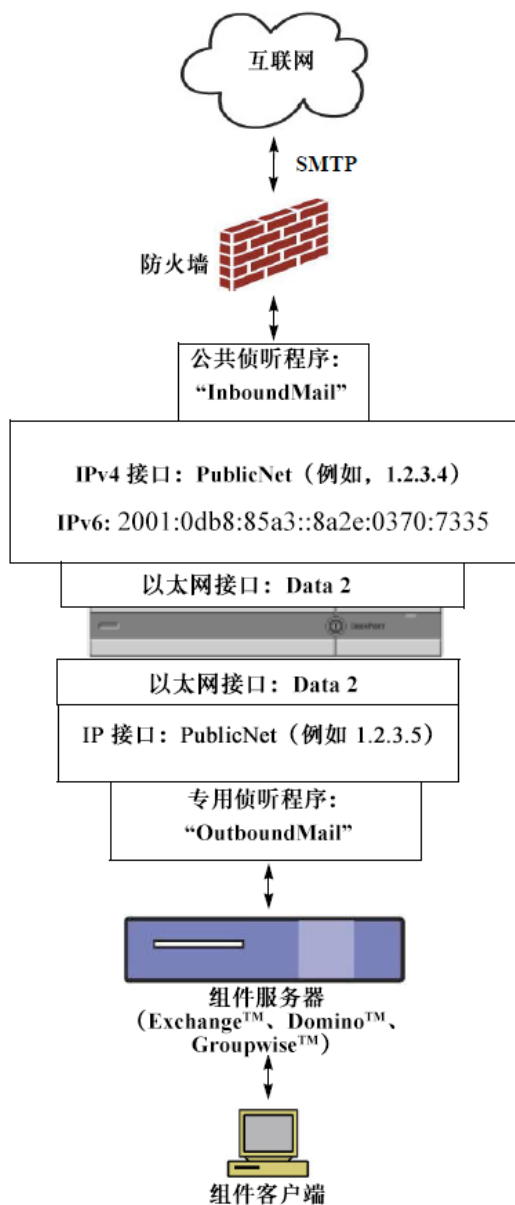 互联网
SMTP
防火墙
公共侦听程序：
“InboundMail”
IPv4 接口：PublicNet（例如，1.2.3.4）
IPv6: 2001:0db8:85a3::8a2e:0370:7335
以太网接口：Data 2
IRONPORT
以太网接口：Data 2
IP 接口：PublicNet（例如 1.2.3.5）
专用侦听程序：
“OutboundMail”
组件服务器
（Exchange™、Domino™、
Groupwise™）
组件客户端